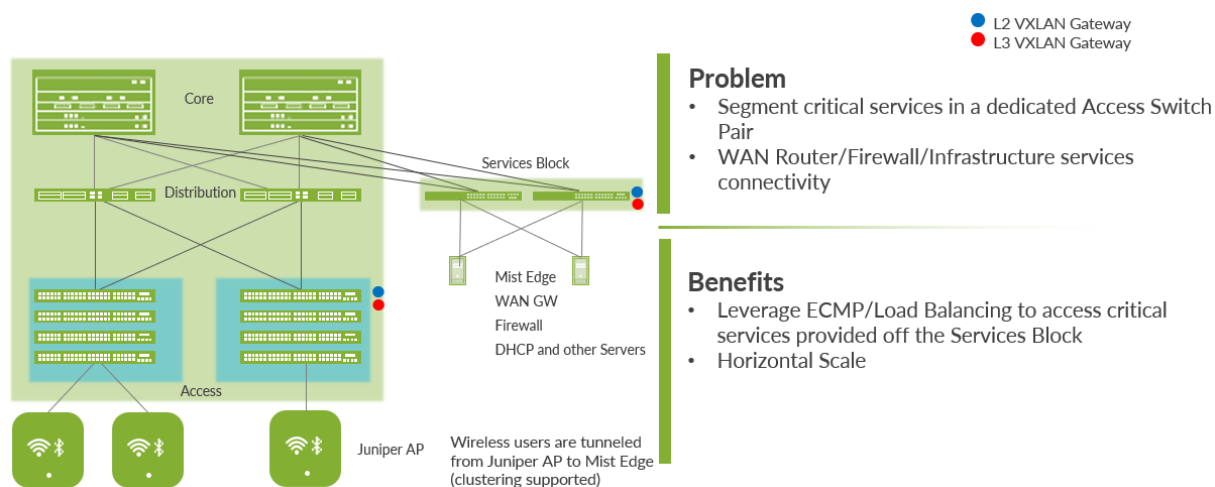 L2 VXLAN Gateway
L3 VXLAN Gateway
Core
Services Block
Distribution
Mist Edge
WAN GW
Firewall
DHCP and other Servers
Access
Juniper AP
Wireless users are tunneled
from Juniper AP to Mist Edge
(clustering supported)
Problem
• Segment critical services in a dedicated Access Switch
Pair
• WAN Router/Firewall/Infrastructure services
connectivity
Benefits
• Leverage ECMP/Load Balancing to access critical
services provided off the Services Block
• Horizontal Scale